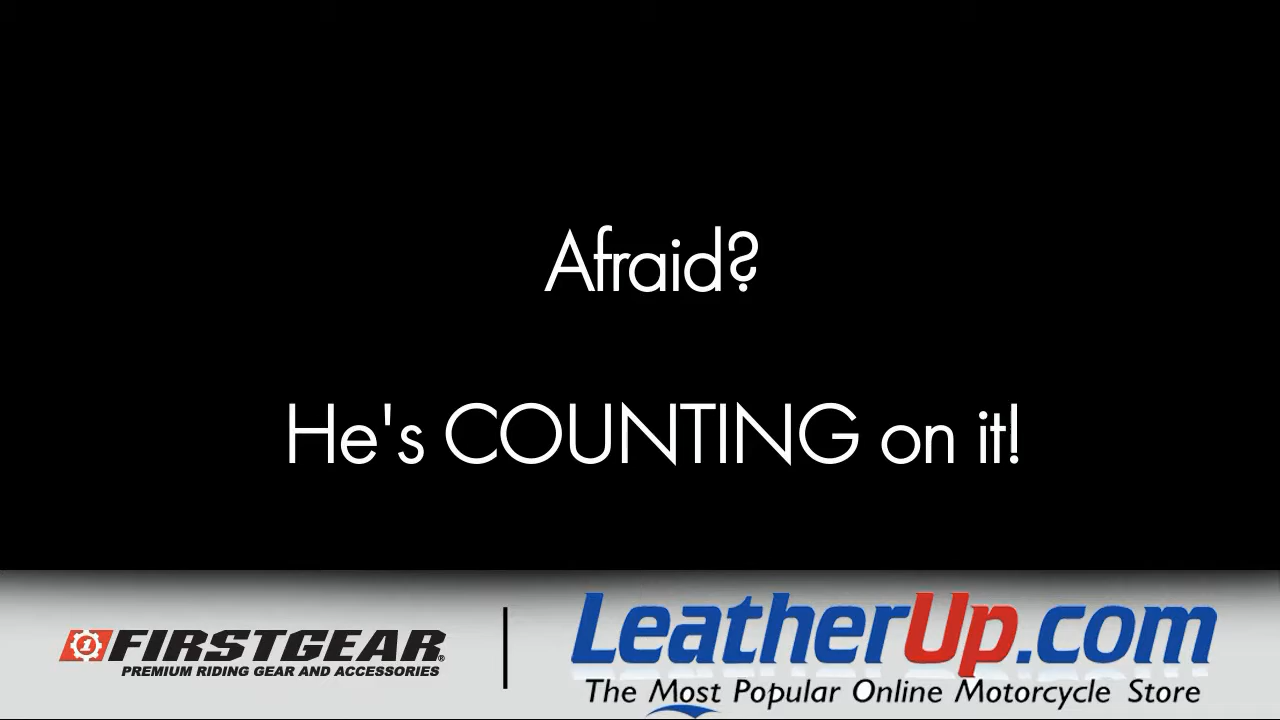 Afraid?
He's COUNTING on it!
1 FIRSTGEAR®
PREMIUM RIDING GEAR AND ACCESSORIES
LeatherUp.com
The Most Popular Online Motorcycle Store